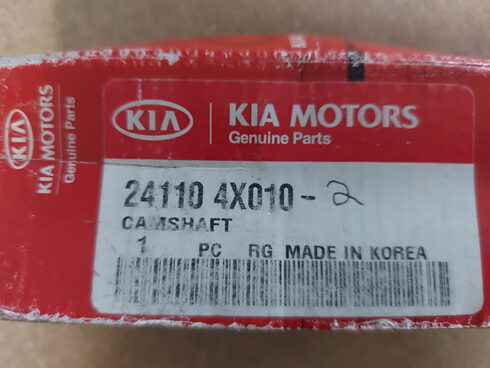 KIA
KIA MOTORS
Genuine Parts
KIA
KIA MOTORS
Genuine Parts
24110 4X010 - 2
CAMSHAFT
1 PC RG MADE IN KOREA